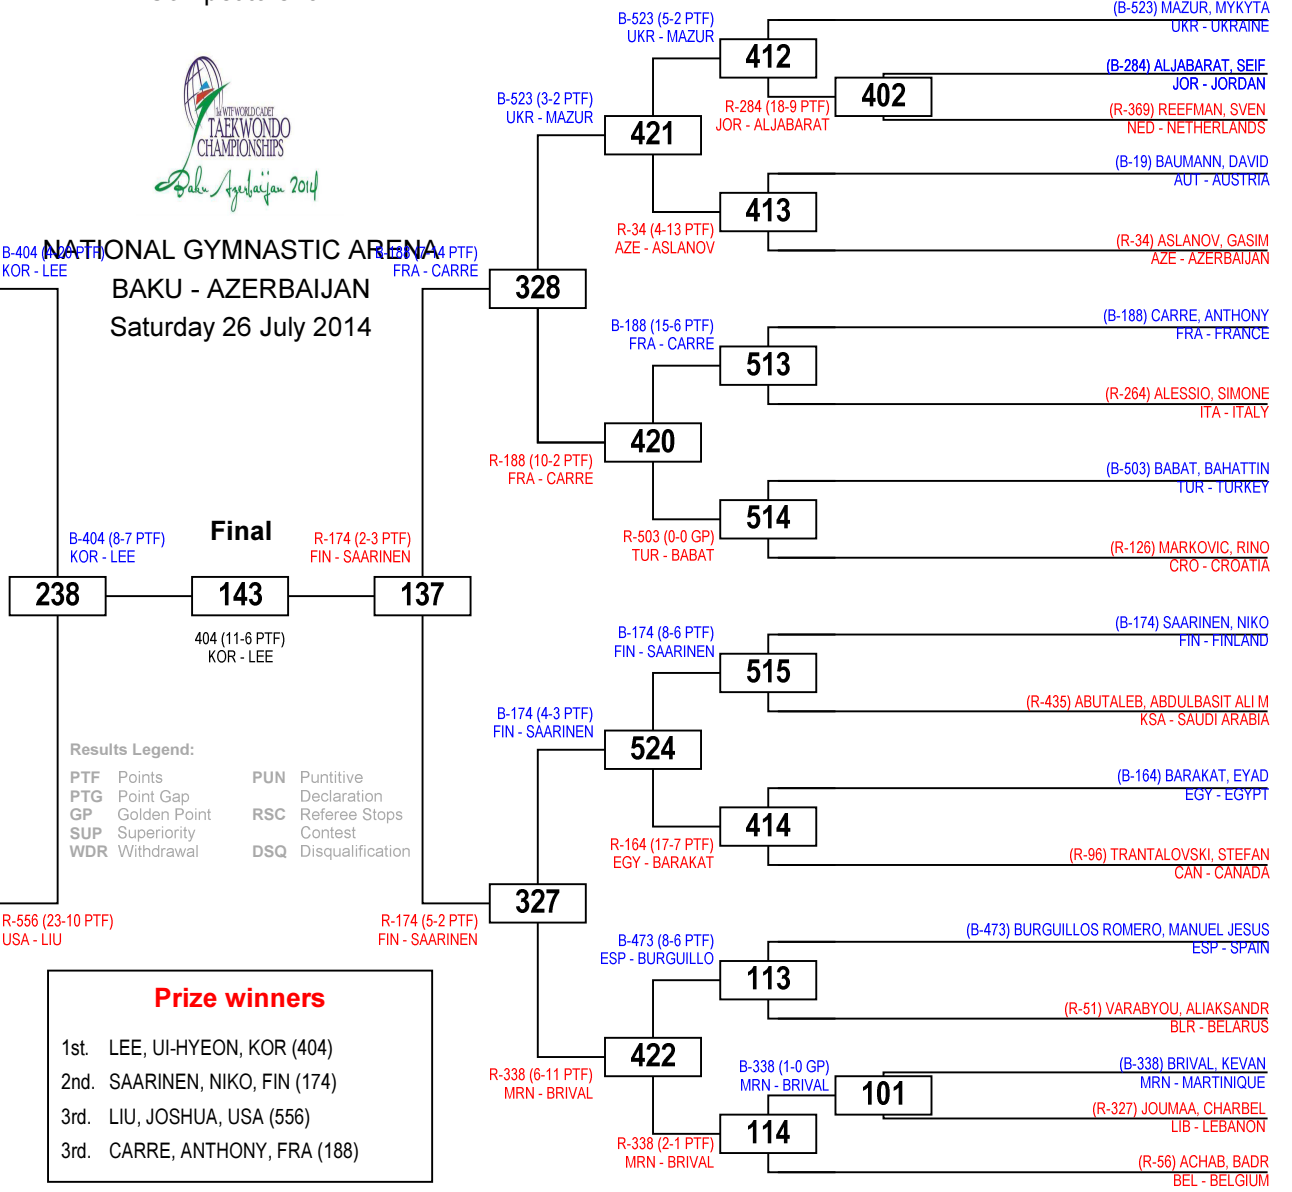 B-523 (5-2 PTF)
UKR - MAZUR
412
(B-523) MAZUR, MYKYTA
UKR - UKRAINE
(B-284) ALJABARAT, SEIF
JOR - JORDAN
402
R-284 (18-9 PTF)
JOR - ALJABARAT
(R-369) REEFMAN, SVEN
NED - NETHERLANDS
B-523 (3-2 PTF)
UKR - MAZUR
421
(B-19) BAUMANN, DAVID
AUT - AUSTRIA
413
R-34 (4-13 PTF)
AZE - ASLANOV
(R-34) ASLANOV, GASIM
AZE - AZERBAIJAN
1st WTF WORLD CADET
TAEKWONDO
CHAMPIONSHIPS
Baku Azerbaijan 2014
NATIONAL GYMNASTIC ARENA
BAKU - AZERBAIJAN
Saturday 26 July 2014
B-404 PTF)
KOR - LEE
B-188 (7-14 PTF)
FRA - CARRE
328
B-188 (15-6 PTF)
FRA - CARRE
513
(B-188) CARRE, ANTHONY
FRA - FRANCE
(R-264) ALESSIO, SIMONE
ITA - ITALY
420
R-188 (10-2 PTF)
FRA - CARRE
(B-503) BABAT, BAHATTIN
TUR - TURKEY
514
R-503 (0-0 GP)
TUR - BABAT
(R-126) MARKOVIC, RINO
CRO - CROATIA
Final
B-404 (8-7 PTF)
KOR - LEE
R-174 (2-3 PTF)
FIN - SAARINEN
238
143
137
404 (11-6 PTF)
KOR - LEE
B-174 (8-6 PTF)
FIN - SAARINEN
515
(B-174) SAARINEN, NIKO
FIN - FINLAND
(R-435) ABUTALEB, ABDULBASIT ALI M
KSA - SAUDI ARABIA
B-174 (4-3 PTF)
FIN - SAARINEN
524
(B-164) BARAKAT, EYAD
EGY - EGYPT
414
R-164 (17-7 PTF)
EGY - BARAKAT
(R-96) TRANTALOVSKI, STEFAN
CAN - CANADA
Results Legend:
PTF Points
PTG Point Gap
GP Golden Point
SUP Superiority
WDR Withdrawal
PUN Puntitive
Declaration
RSC Referee Stops
Contest
DSQ Disqualification
327
R-556 (23-10 PTF)
USA - LIU
R-174 (5-2 PTF)
FIN - SAARINEN
B-473 (8-6 PTF)
ESP - BURGUILLO
113
(B-473) BURGUILLOS ROMERO, MANUEL JESUS
ESP - SPAIN
(R-51) VARABYOU, ALIAKSANDR
BLR - BELARUS
422
R-338 (6-11 PTF)
MRN - BRIVAL
B-338 (1-0 GP)
MRN - BRIVAL
101
(B-338) BRIVAL, KEVAN
MRN - MARTINIQUE
(R-327) JOUMAA, CHARBEL
LIB - LEBANON
114
R-338 (2-1 PTF)
MRN - BRIVAL
(R-56) ACHAB, BADR
BEL - BELGIUM
Prize winners
1st. LEE, UI-HYEON, KOR (404)
2nd. SAARINEN, NIKO, FIN (174)
3rd. LIU, JOSHUA, USA (556)
3rd. CARRE, ANTHONY, FRA (188)